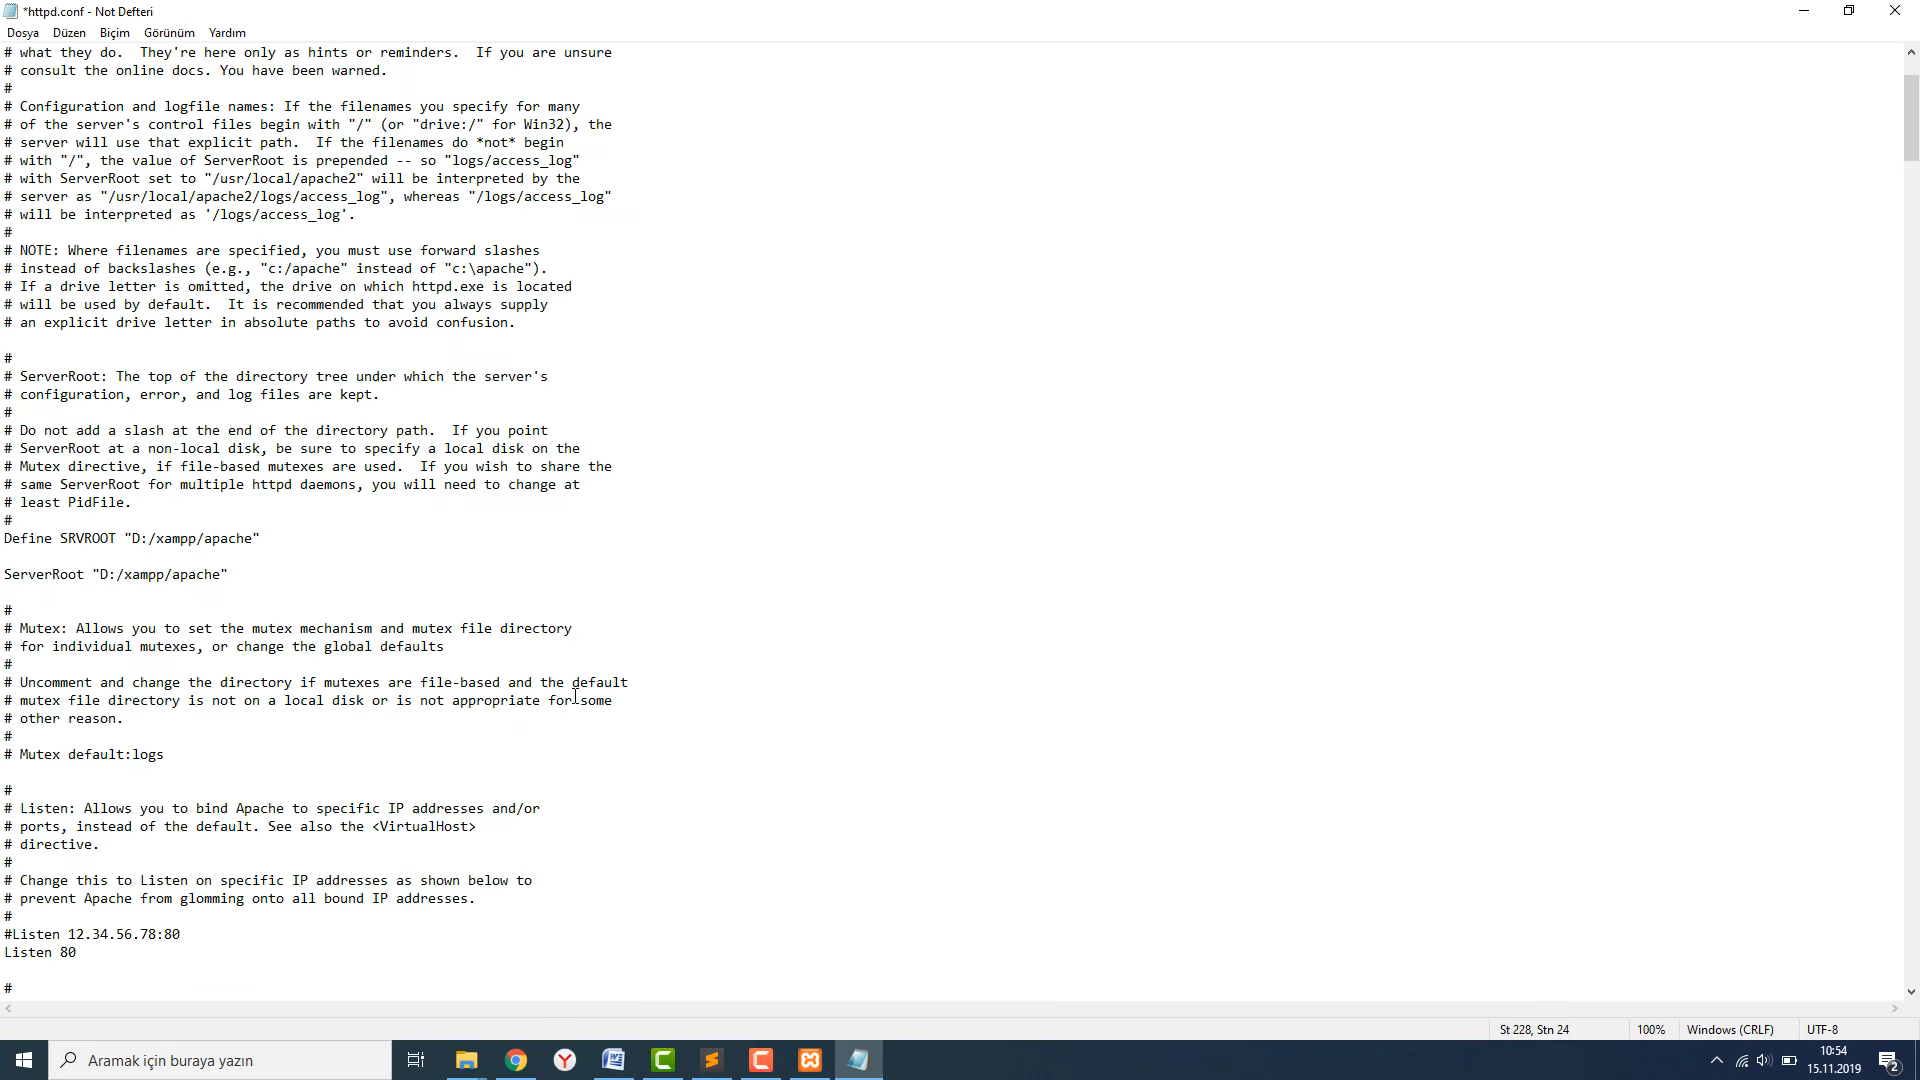 *httpd.conf - Not Defteri
Dosya Düzen Biçim Görünüm Yardım
# what they do.  They're here only as hints or reminders.  If you are unsure
# consult the online docs. You have been warned.
#
# Configuration and logfile names: If the filenames you specify for many
# of the server's control files begin with "/" (or "drive:/" for Win32), the
# server will use that explicit path.  If the filenames do *not* begin
# with "/", the value of ServerRoot is prepended -- so "logs/access_log"
# with ServerRoot set to "/usr/local/apache2" will be interpreted by the
# server as "/usr/local/apache2/logs/access_log", whereas "/logs/access_log"
# will be interpreted as '/logs/access_log'.
#
# NOTE: Where filenames are specified, you must use forward slashes
# instead of backslashes (e.g., "c:/apache" instead of "c:\apache").
# If a drive letter is omitted, the drive on which httpd.exe is located
# will be used by default.  It is recommended that you always supply
# an explicit drive letter in absolute paths to avoid confusion.
#
# ServerRoot: The top of the directory tree under which the server's
# configuration, error, and log files are kept.
#
# Do not add a slash at the end of the directory path.  If you point
# ServerRoot at a non-local disk, be sure to specify a local disk on the
# Mutex directive, if file-based mutexes are used.  If you wish to share the
# same ServerRoot for multiple httpd daemons, you will need to change at
# least PidFile.
#
Define SRVROOT "D:/xampp/apache"
ServerRoot "D:/xampp/apache"
#
# Mutex: Allows you to set the mutex mechanism and mutex file directory
# for individual mutexes, or change the global defaults
#
# Uncomment and change the directory if mutexes are file-based and the default
# mutex file directory is not on a local disk or is not appropriate for some
# other reason.
#
# Mutex default:logs
#
# Listen: Allows you to bind Apache to specific IP addresses and/or
# ports, instead of the default. See also the <VirtualHost>
# directive.
#
# Change this to Listen on specific IP addresses as shown below to
# prevent Apache from glomming onto all bound IP addresses.
#
#Listen 12.34.56.78:80
Listen 80
#
St 228, Stn 24 100% Windows (CRLF) UTF-8
Aramak için buraya yazın
10:54
15.11.2019
2